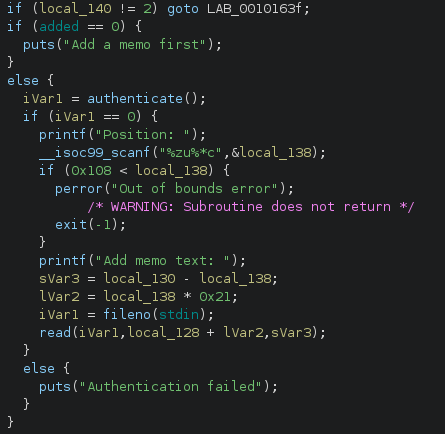 if (local_140 != 2) goto LAB_0010163f;
if (added == 0) {
  puts("Add a memo first");
}
else {
  iVar1 = authenticate();
  if (iVar1 == 0) {
    printf("Position: ");
    __isoc99_scanf("%zu%*c",&local_138);
    if (0x108 < local_138) {
      perror("Out of bounds error");
          /* WARNING: Subroutine does not return */
      exit(-1);
    }
    printf("Add memo text: ");
    sVar3 = local_130 - local_138;
    lVar2 = local_138 * 0x21;
    iVar1 = fileno(stdin);
    read(iVar1,local_128 + lVar2,sVar3);
  }
  else {
    puts("Authentication failed");
  }
}